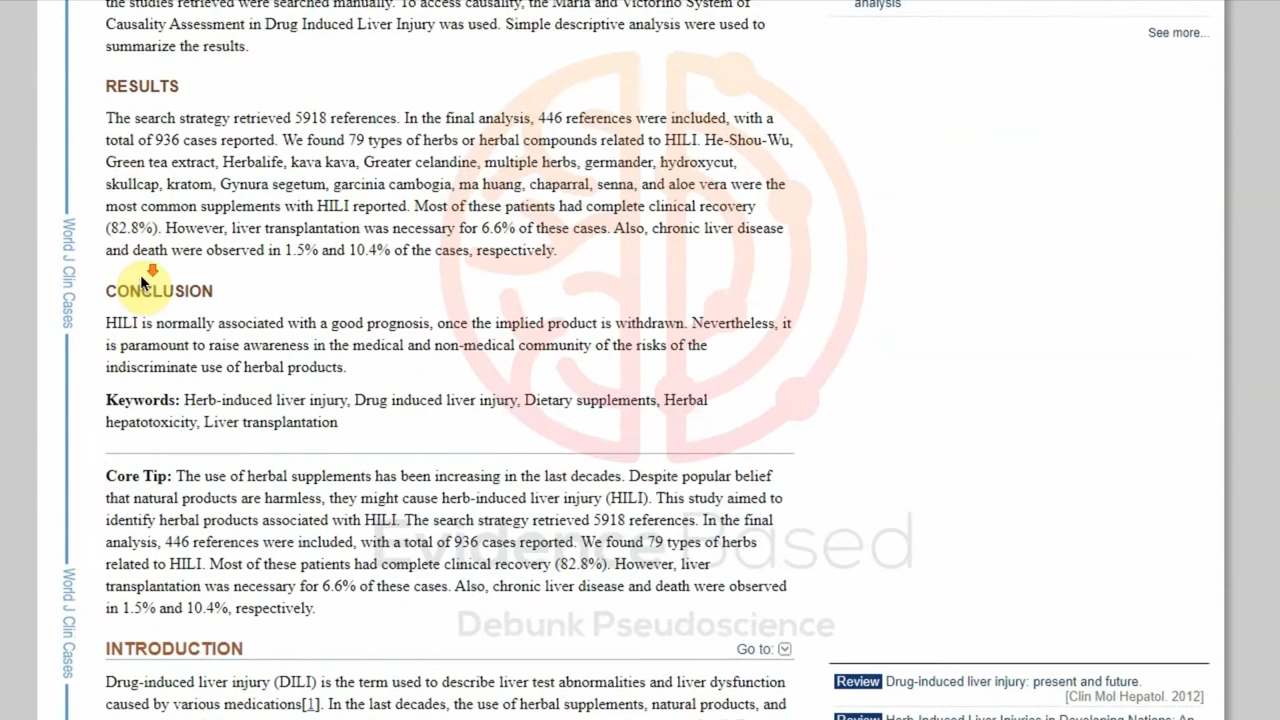 the studies retrieved were searched manually. To access causality, the Maria and Victorino System of
Causality Assessment in Drug Induced Liver Injury was used. Simple descriptive analysis were used to
summarize the results.
RESULTS
The search strategy retrieved 5918 references. In the final analysis, 446 references were included, with a
total of 936 cases reported. We found 79 types of herbs or herbal compounds related to HILI. He-Shou-Wu,
Green tea extract, Herbalife, kava kava, Greater celandine, multiple herbs, germander, hydroxycut,
skullcap, kratom, Gynura segetum, garcinia cambogia, ma huang, chaparral, senna, and aloe vera were the
most common supplements with HILI reported. Most of these patients had complete clinical recovery
(82.8%). However, liver transplantation was necessary for 6.6% of these cases. Also, chronic liver disease
and death were observed in 1.5% and 10.4% of the cases, respectively.
CONCLUSION
HILI is normally associated with a good prognosis, once the implied product is withdrawn. Nevertheless, it
is paramount to raise awareness in the medical and non-medical community of the risks of the
indiscriminate use of herbal products.
Keywords: Herb-induced liver injury, Drug induced liver injury, Dietary supplements, Herbal
hepatotoxicity, Liver transplantation
Core Tip: The use of herbal supplements has been increasing in the last decades. Despite popular belief
that natural products are harmless, they might cause herb-induced liver injury (HILI). This study aimed to
identify herbal products associated with HILI. The search strategy retrieved 5918 references. In the final
analysis, 446 references were included, with a total of 936 cases reported. We found 79 types of herbs
related to HILI. Most of these patients had complete clinical recovery (82.8%). However, liver
transplantation was necessary for 6.6% of these cases. Also, chronic liver disease and death were observed
in 1.5% and 10.4%, respectively.
INTRODUCTION
Go to:
Drug-induced liver injury (DILI) is the term used to describe liver test abnormalities and liver dysfunction
caused by various medications[1]. In the last decades, the use of herbal supplements, natural products, and
World J Clin Cases
World J Clin Cases
analysis
See more...
Review Drug-induced liver injury: present and future.
[Clin Mol Hepatol. 2012]
Review Herb-Induced Liver Injuries in Developing Nations: An
Evidence Based
Debunk Pseudoscience